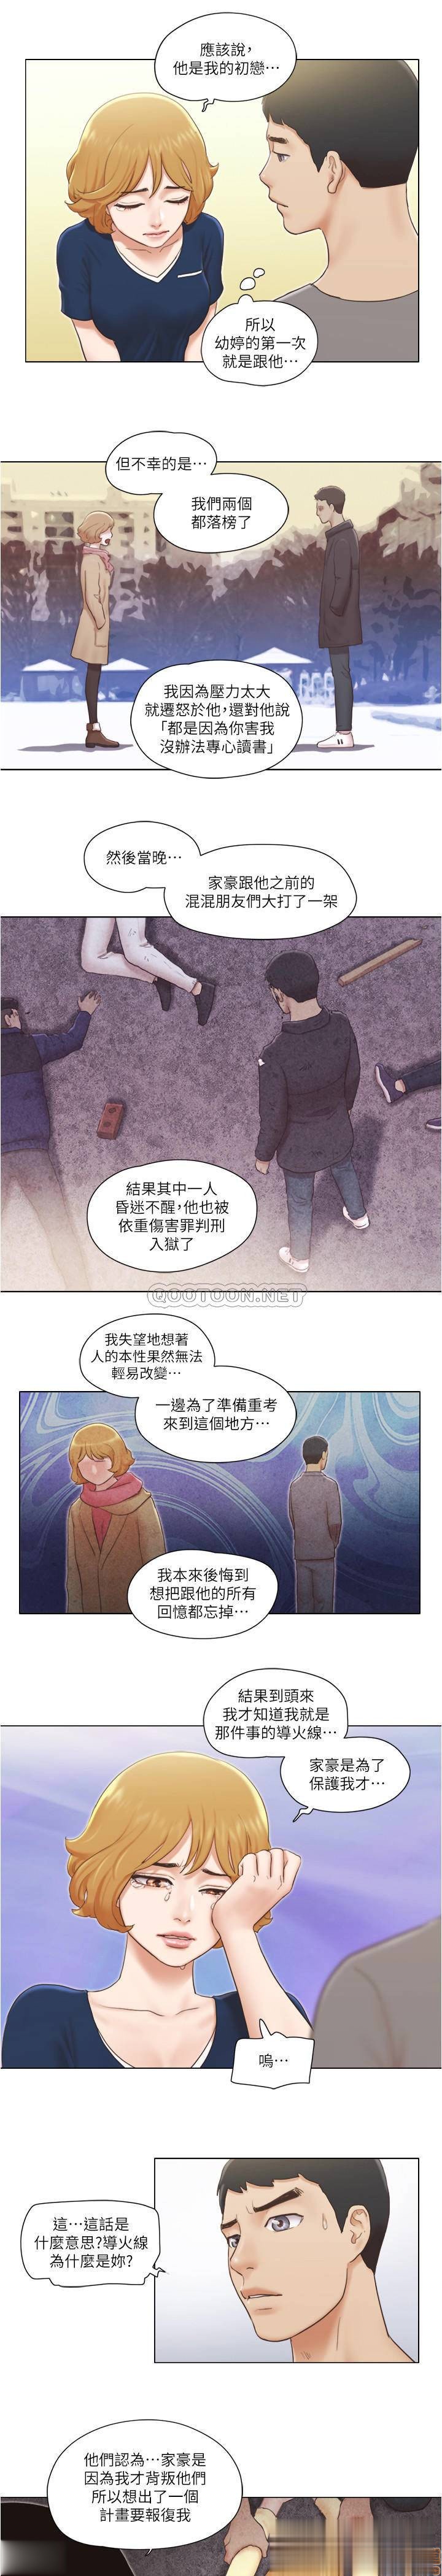 應該說，
他是我的初戀…
所以
幼婷的第一次
就是跟他…
但不幸的是…
我們兩個
都落榜了
我因為壓力太大
就遷怒於他，還對他說
「都是因為你害我
沒辦法專心讀書」
然後當晚…
家豪跟他之前的
混混朋友們大打了一架
結果其中一人
昏迷不醒，他也被
依重傷害罪判刑
入獄了
QOOTOON.NET
我失望地想著
人的本性果然無法
輕易改變…
一邊為了準備重考
來到這個地方…
我本來後悔到
想把跟他的所有
回憶都忘掉…
結果到頭來
我才知道我就是
那件事的導火線…
家豪是為了
保護我才…
嗚…
這…這話是
什麼意思?導火線
為什麼是妳?
他們認為…家豪是
因為我才背叛他們
所以想出了一個
計畫要報復我